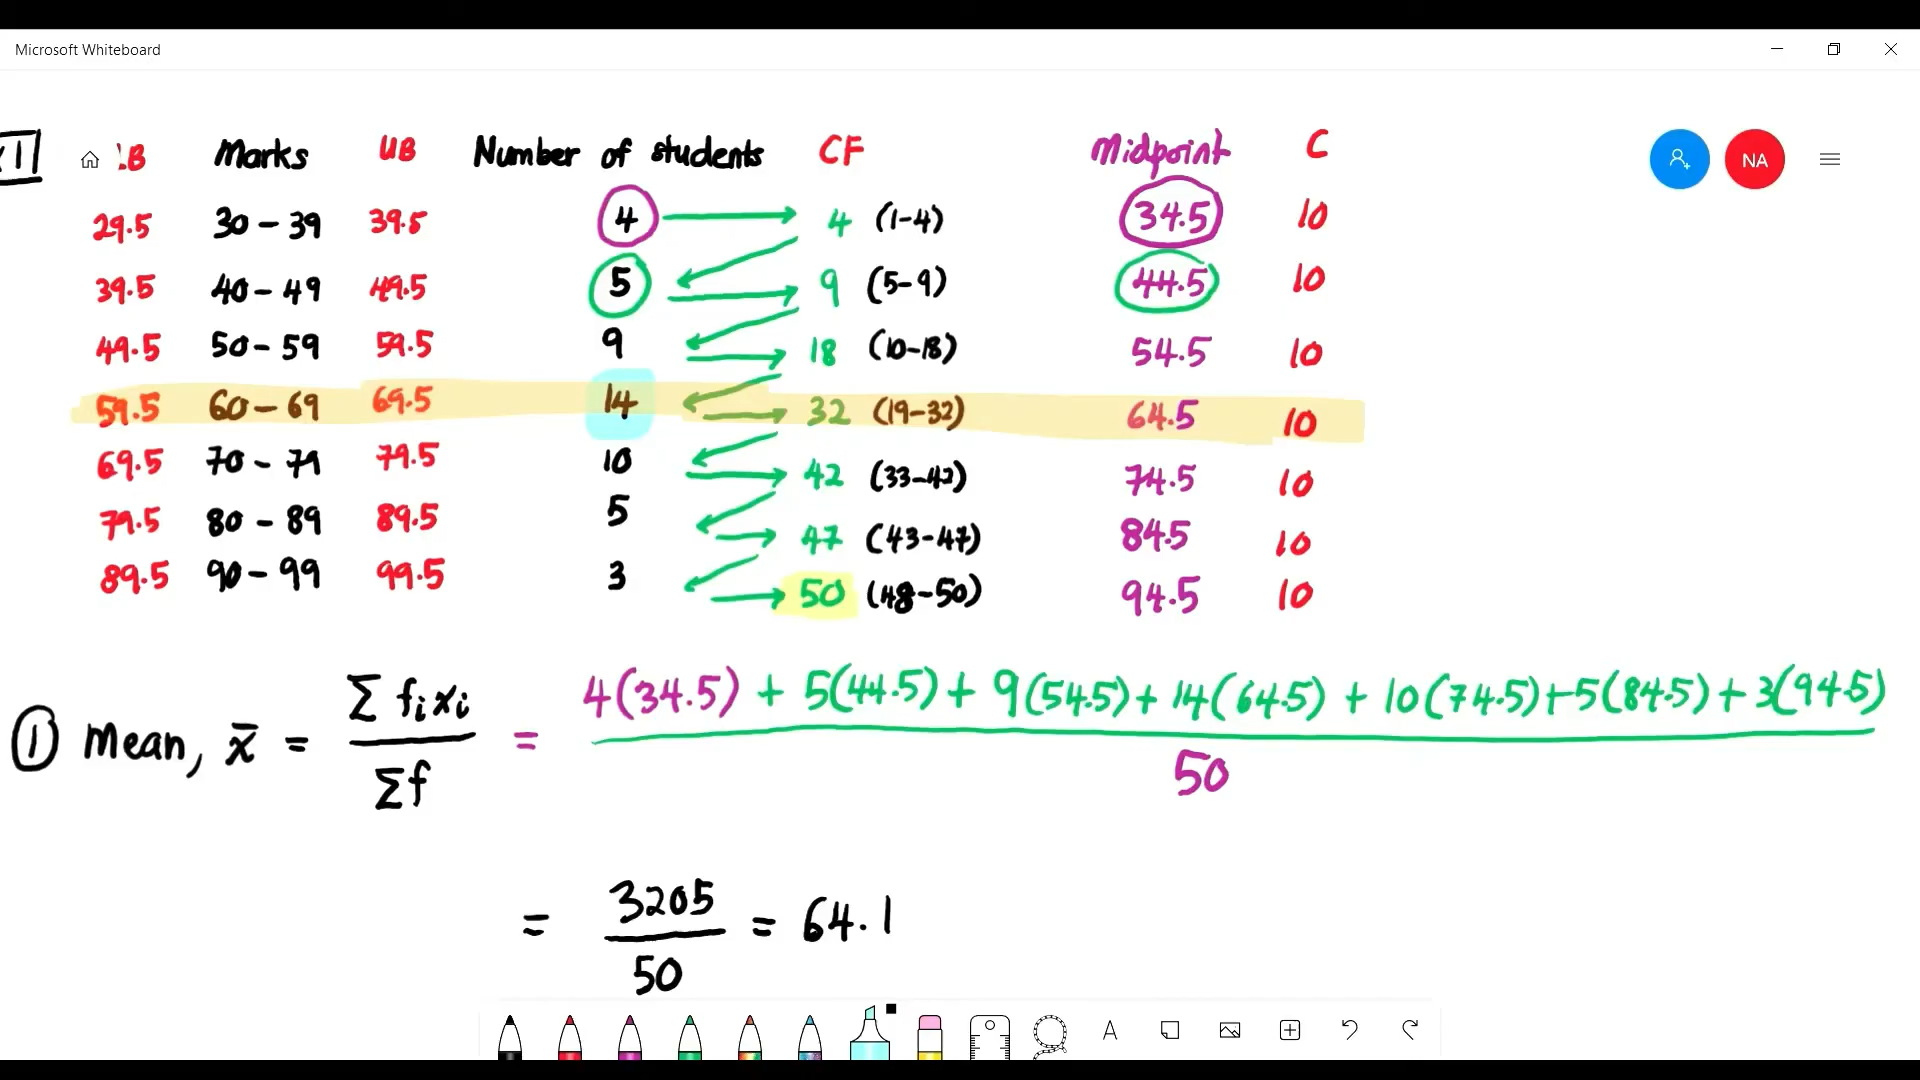 Microsoft Whiteboard
LB Marks UB Number of students CF Midpoint C
NA
29.5 30 - 39 39.5 4 4 (1-4) 34.5 10
39.5 40 - 49 49.5 5 9 (5-9) 44.5 10
49.5 50 - 59 59.5 9 18 (10-18) 54.5 10
59.5 60 - 69 69.5 14 32 (19-32) 64.5 10
69.5 70 - 79 79.5 10 42 (33-42) 74.5 10
79.5 80 - 89 89.5 5 47 (43-47) 84.5 10
89.5 90 - 99 99.5 3 50 (48-50) 94.5 10
① Mean, x̄ = Σ fᵢxᵢ / Σf = 4(34.5) + 5(44.5) + 9(54.5) + 14(64.5) + 10(74.5) + 5(84.5) + 3(94.5) / 50
= 3205 / 50 = 64.1